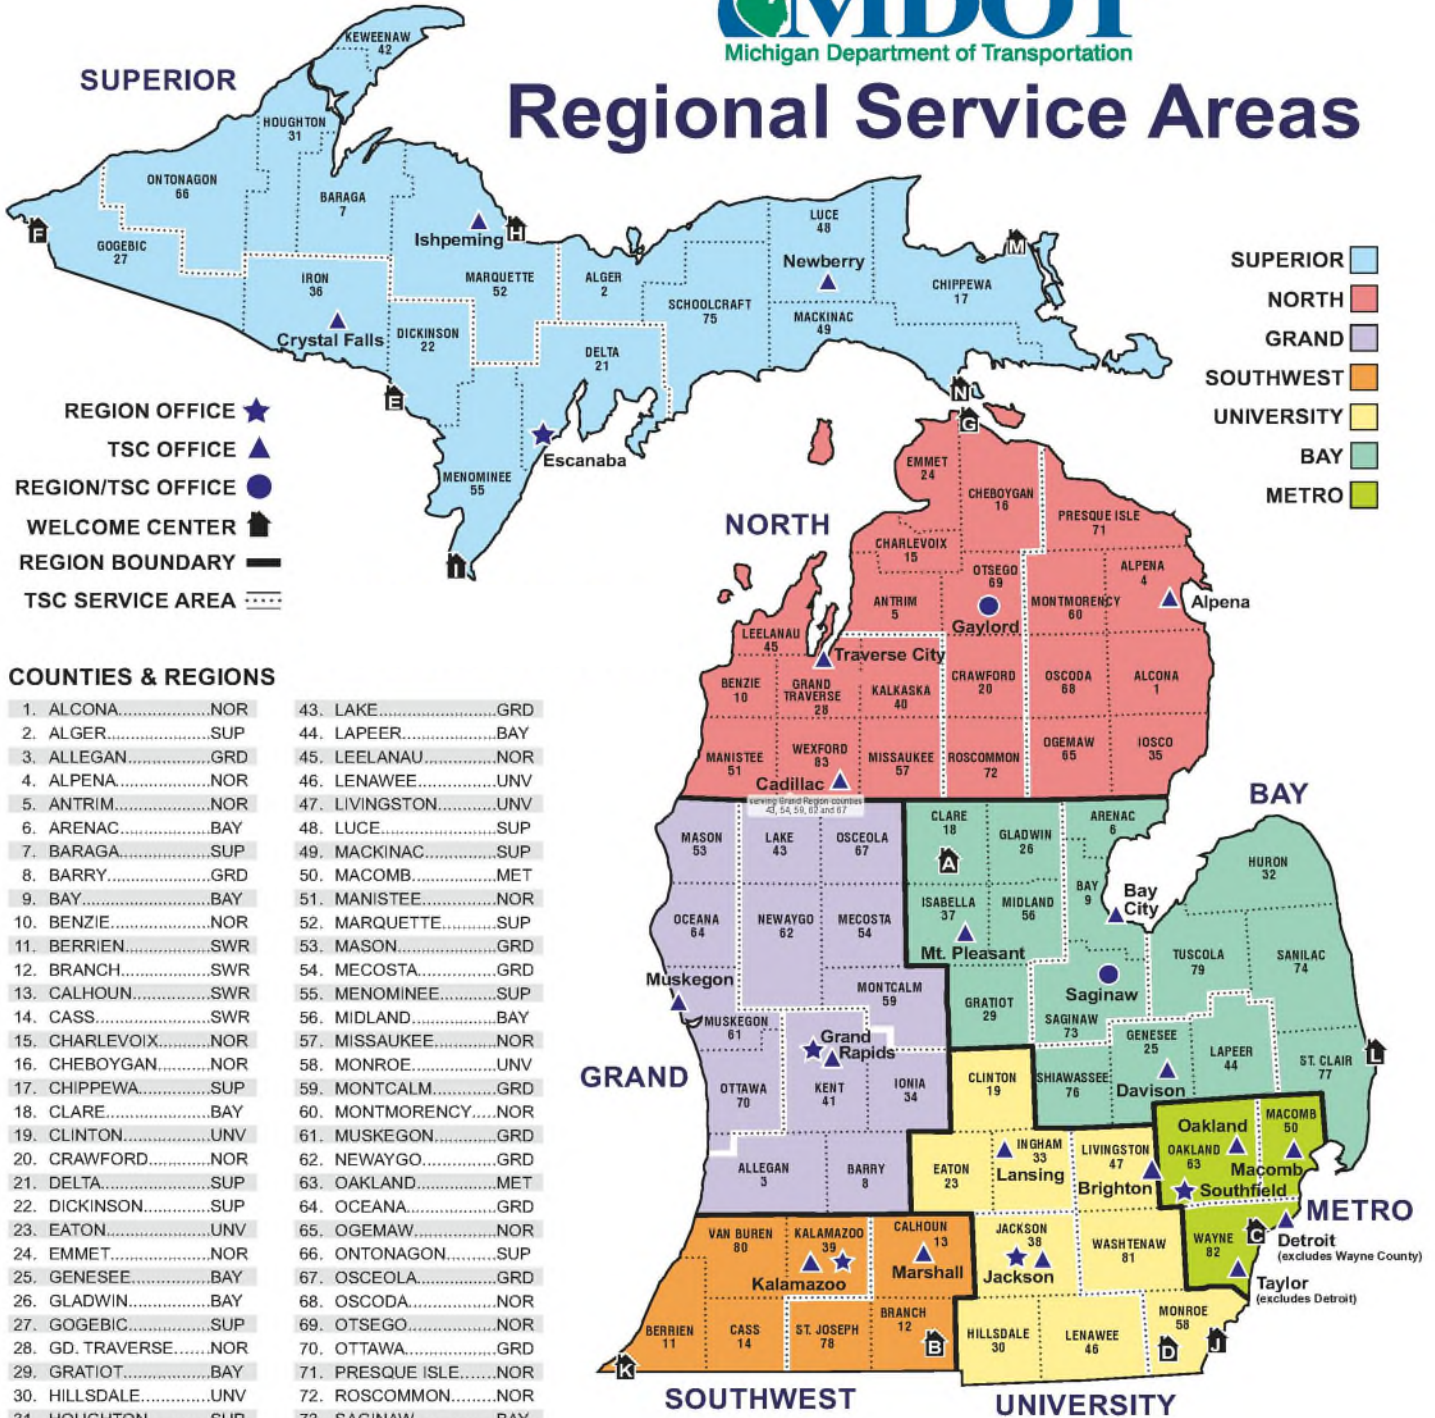 MDOT
Michigan Department of Transportation
Regional Service Areas
SUPERIOR
KEWEENAW
42
HOUGHTON
31
ONTONAGON
66
BARAGA
7
GOGEBIC
27
F
Ishpeming
H
IRON
36
Crystal Falls
MARQUETTE
52
ALGER
2
DICKINSON
22
E
SCHOOLCRAFT
75
DELTA
21
LUCE
48
Newberry
MACKINAC
49
CHIPPEWA
17
M
N
Escanaba
MENOMINEE
55
I
SUPERIOR
NORTH
GRAND
SOUTHWEST
UNIVERSITY
BAY
METRO
REGION OFFICE
TSC OFFICE
REGION/TSC OFFICE
WELCOME CENTER
REGION BOUNDARY
TSC SERVICE AREA
NORTH
G
EMMET
24
CHEBOYGAN
16
PRESQUE ISLE
71
CHARLEVOIX
15
OTSEGO
69
Gaylord
MONTMORENCY
60
ALPENA
4
Alpena
ANTRIM
5
LEELANAU
45
Traverse City
BENZIE
10
GRAND
TRAVERSE
28
KALKASKA
40
CRAWFORD
20
OSCODA
68
ALCONA
1
MANISTEE
51
WEXFORD
83
Cadillac
MISSAUKEE
57
ROSCOMMON
72
OGEMAW
65
IOSCO
35
serving Grand Region counties
43, 54, 59, 62 and 67
BAY
MASON
53
LAKE
43
OSCEOLA
67
CLARE
18
A
GLADWIN
26
ARENAC
6
HURON
32
OCEANA
64
NEWAYGO
62
MECOSTA
54
ISABELLA
37
Mt. Pleasant
MIDLAND
56
BAY
9
Bay
City
TUSCOLA
79
SANILAC
74
Muskegon
MUSKEGON
61
MONTCALM
59
GRATIOT
29
Saginaw
SAGINAW
73
GENESEE
25
Davison
LAPEER
44
ST. CLAIR
77
L
GRAND
Grand
Rapids
OTTAWA
70
KENT
41
IONIA
34
CLINTON
19
SHIAWASSEE
76
ALLEGAN
3
BARRY
8
EATON
23
INGHAM
33
Lansing
LIVINGSTON
47
Brighton
Oakland
OAKLAND
63
MACOMB
50
Macomb
Southfield
METRO
VAN BUREN
80
KALAMAZOO
39
Kalamazoo
CALHOUN
13
Marshall
JACKSON
38
Jackson
WASHTENAW
81
WAYNE
82
C
Detroit
(excludes Wayne County)
Taylor
(excludes Detroit)
BERRIEN
11
K
CASS
14
ST. JOSEPH
78
BRANCH
12
B
HILLSDALE
30
LENAWEE
46
MONROE
58
D
J
SOUTHWEST
UNIVERSITY
COUNTIES & REGIONS
1. ALCONA..................NOR
2. ALGER......................SUP
3. ALLEGAN................GRD
4. ALPENA..................NOR
5. ANTRIM...................NOR
6. ARENAC.................BAY
7. BARAGA..................SUP
8. BARRY.....................GRD
9. BAY..........................BAY
10. BENZIE....................NOR
11. BERRIEN.................SWR
12. BRANCH.................SWR
13. CALHOUN...............SWR
14. CASS.......................SWR
15. CHARLEVOIX..........NOR
16. CHEBOYGAN..........NOR
17. CHIPPEWA..............SUP
18. CLARE.....................BAY
19. CLINTON.................UNV
20. CRAWFORD............NOR
21. DELTA......................SUP
22. DICKINSON.............SUP
23. EATON.....................UNV
24. EMMET....................NOR
25. GENESEE................BAY
26. GLADWIN................BAY
27. GOGEBIC.................SUP
28. GD. TRAVERSE.......NOR
29. GRATIOT..................BAY
30. HILLSDALE..............UNV
31. HOUGHTON.............SUP
43. LAKE........................GRD
44. LAPEER...................BAY
45. LEELANAU..............NOR
46. LENAWEE................UNV
47. LIVINGSTON............UNV
48. LUCE........................SUP
49. MACKINAC..............SUP
50. MACOMB.................MET
51. MANISTEE...............NOR
52. MARQUETTE...........SUP
53. MASON....................GRD
54. MECOSTA................GRD
55. MENOMINEE............SUP
56. MIDLAND.................BAY
57. MISSAUKEE.............NOR
58. MONROE.................UNV
59. MONTCALM.............GRD
60. MONTMORENCY.....NOR
61. MUSKEGON............GRD
62. NEWAYGO...............GRD
63. OAKLAND................MET
64. OCEANA..................GRD
65. OGEMAW.................NOR
66. ONTONAGON..........SUP
67. OSCEOLA................GRD
68. OSCODA..................NOR
69. OTSEGO..................NOR
70. OTTAWA...................GRD
71. PRESQUE ISLE.......NOR
72. ROSCOMMON.........NOR
73. SAGINAW.................BAY